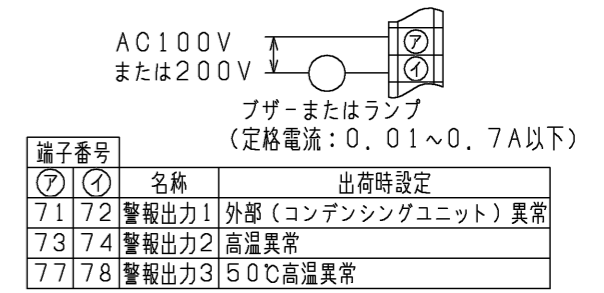 AC100V
または200V
㋐
㋑
ブザーまたはランプ
(定格電流：0．01～0．7A以下)
端子番号
㋐ ㋑ 名称 出荷時設定
71 72 警報出力1 外部(コンデンシングユニット)異常
73 74 警報出力2 高温異常
77 78 警報出力3 50℃高温異常